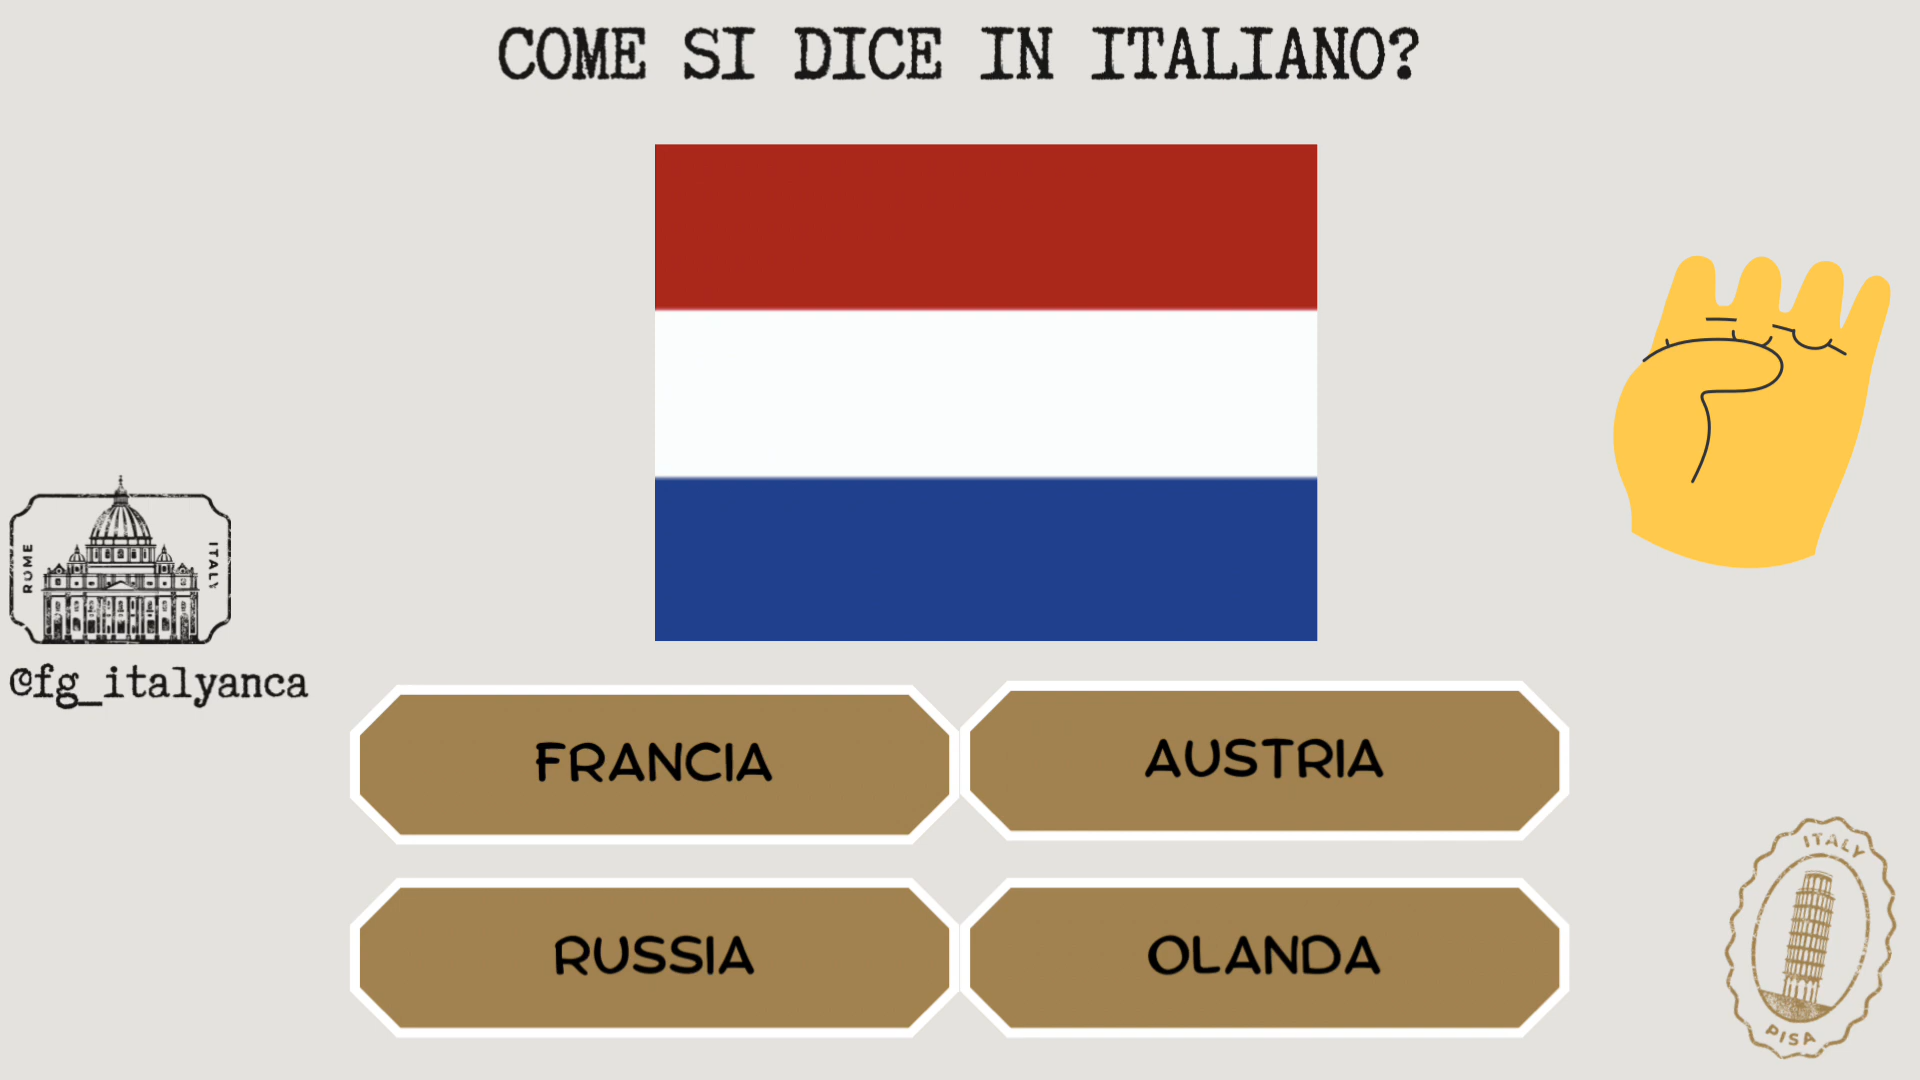 COME SI DICE IN ITALIANO?
ROME
ITALY
@fg_italyanca
FRANCIA
AUSTRIA
RUSSIA
OLANDA
ITALY
PISA